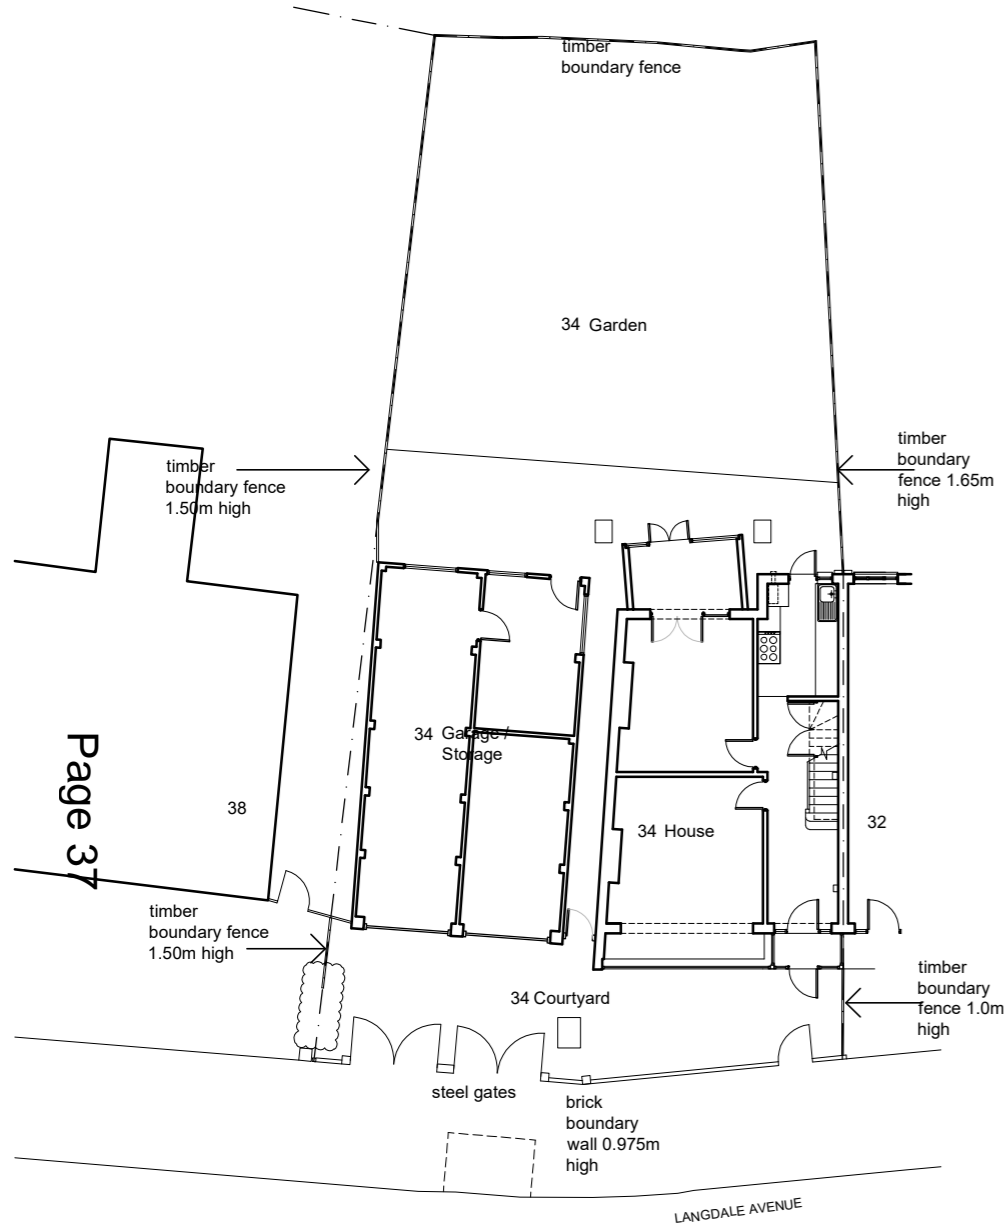 timber
boundary fence
34 Garden
timber
boundary fence
1.50m high
timber
boundary
fence 1.65m
high
34 Garage /
Storage
Page 37
38
34 House
32
timber
boundary fence
1.50m high
34 Courtyard
timber
boundary
fence 1.0m
high
steel gates
brick
boundary
wall 0.975m
high
LANGDALE AVENUE